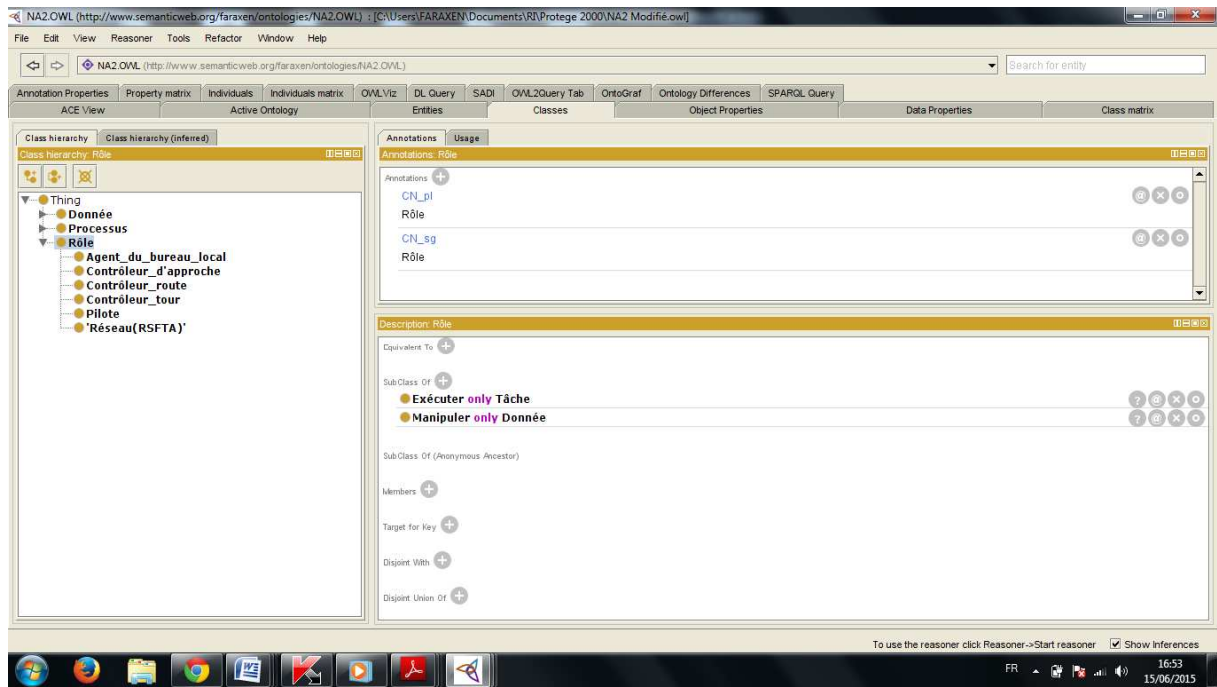 NA2.OWL (http://www.semanticweb.org/faraxen/ontologies/NA2.OWL) : [C:\Users\FARAXEN\Documents\RI\Protege 2000\NA2 Modifié.owl]
File Edit View Reasoner Tools Refactor Window Help
NA2.OWL (http://www.semanticweb.org/faraxen/ontologies/NA2.OWL) Search for entity
Annotation Properties Property matrix Individuals Individuals matrix OWLViz DL Query SADI OWL2Query Tab OntoGraf Ontology Differences SPARQL Query
ACE View Active Ontology Entities Classes Object Properties Data Properties Class matrix
Class hierarchy Class hierarchy (inferred)
Class hierarchy: Rôle
Thing
Donnée
Processus
Rôle
Agent_du_bureau_local
Contrôleur_d'approche
Contrôleur_route
Contrôleur_tour
Pilote
'Réseau(RSFTA)'
Annotations Usage
Annotations: Rôle
Annotations
CN_pl
Rôle
CN_sg
Rôle
Description: Rôle
Equivalent To
SubClass Of
Exécuter only Tâche
Manipuler only Donnée
SubClass Of (Anonymous Ancestor)
Members
Target for Key
Disjoint With
Disjoint Union Of
To use the reasoner click Reasoner->Start reasoner Show Inferences
FR 16:53
15/06/2015